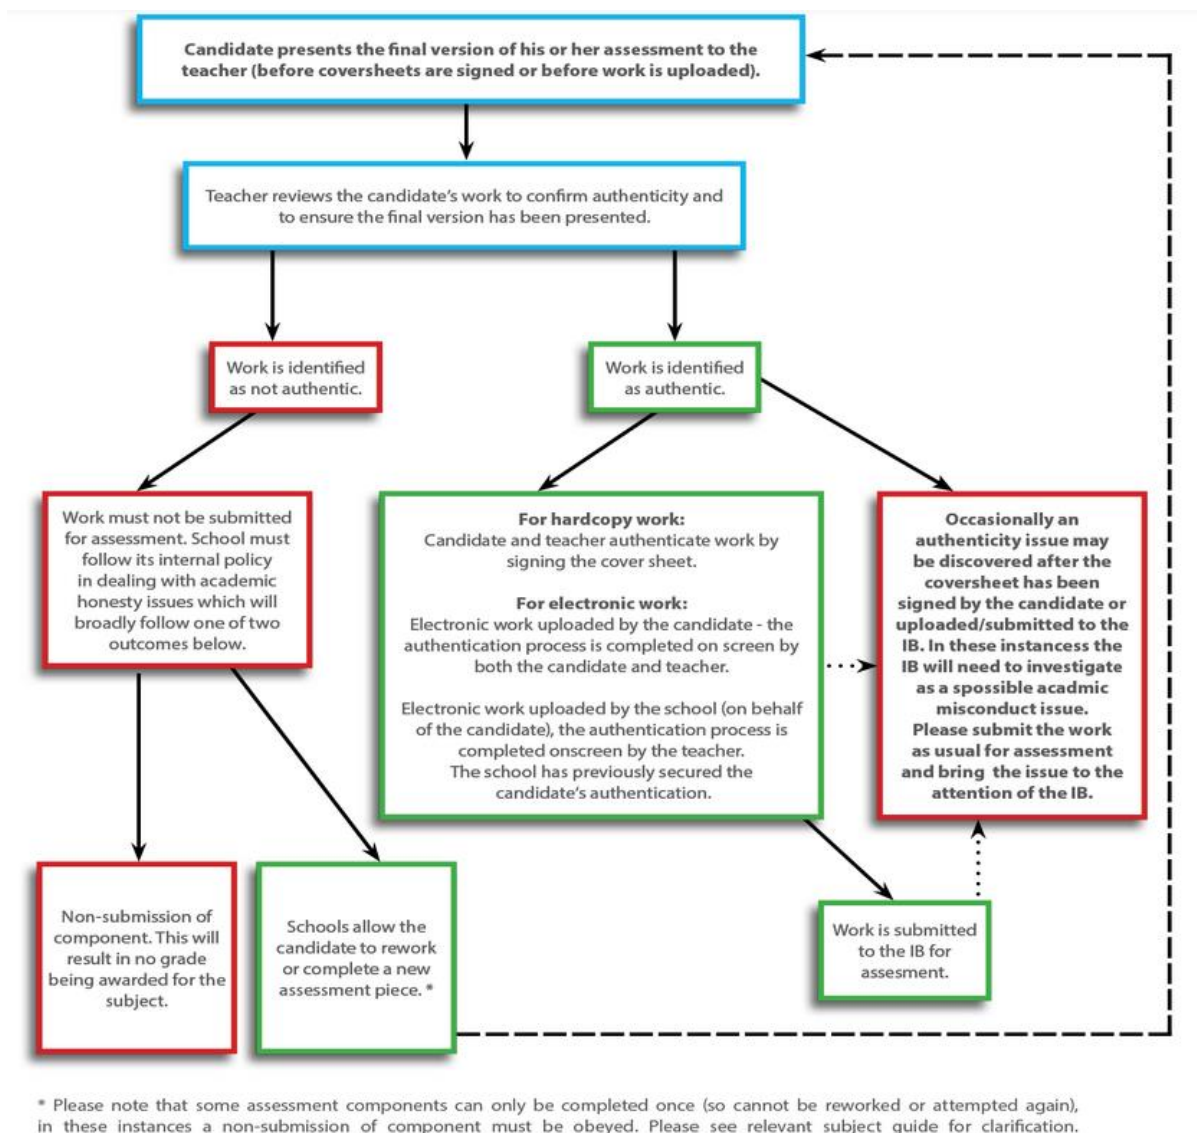 Candidate presents the final version of his or her assessment to the
teacher (before coversheets are signed or before work is uploaded).
Teacher reviews the candidate's work to confirm authenticity and
to ensure the final version has been presented.
Work is identified
as not authentic.
Work is identified
as authentic.
Work must not be submitted
for assessment. School must
follow its internal policy
in dealing with academic
honesty issues which will
broadly follow one of two
outcomes below.
For hardcopy work:
Candidate and teacher authenticate work by
signing the cover sheet.
For electronic work:
Electronic work uploaded by the candidate - the
authentication process is completed on screen by
both the candidate and teacher.
Electronic work uploaded by the school (on behalf
of the candidate), the authentication process is
completed onscreen by the teacher.
The school has previously secured the
candidate's authentication.
Occasionally an
authenticity issue may
be discovered after the
coversheet has been
signed by the candidate or
uploaded/submitted to the
IB. In these instancess the
IB will need to investigate
as a spossible acadmic
misconduct issue.
Please submit the work
as usual for assessment
and bring the issue to the
attention of the IB.
Non-submission of
component. This will
result in no grade
being awarded for the
subject.
Schools allow the
candidate to rework
or complete a new
assessment piece. *
Work is submitted
to the IB for
assesment.
* Please note that some assessment components can only be completed once (so cannot be reworked or attempted again),
in these instances a non-submission of component must be obeyed. Please see relevant subject guide for clarification.